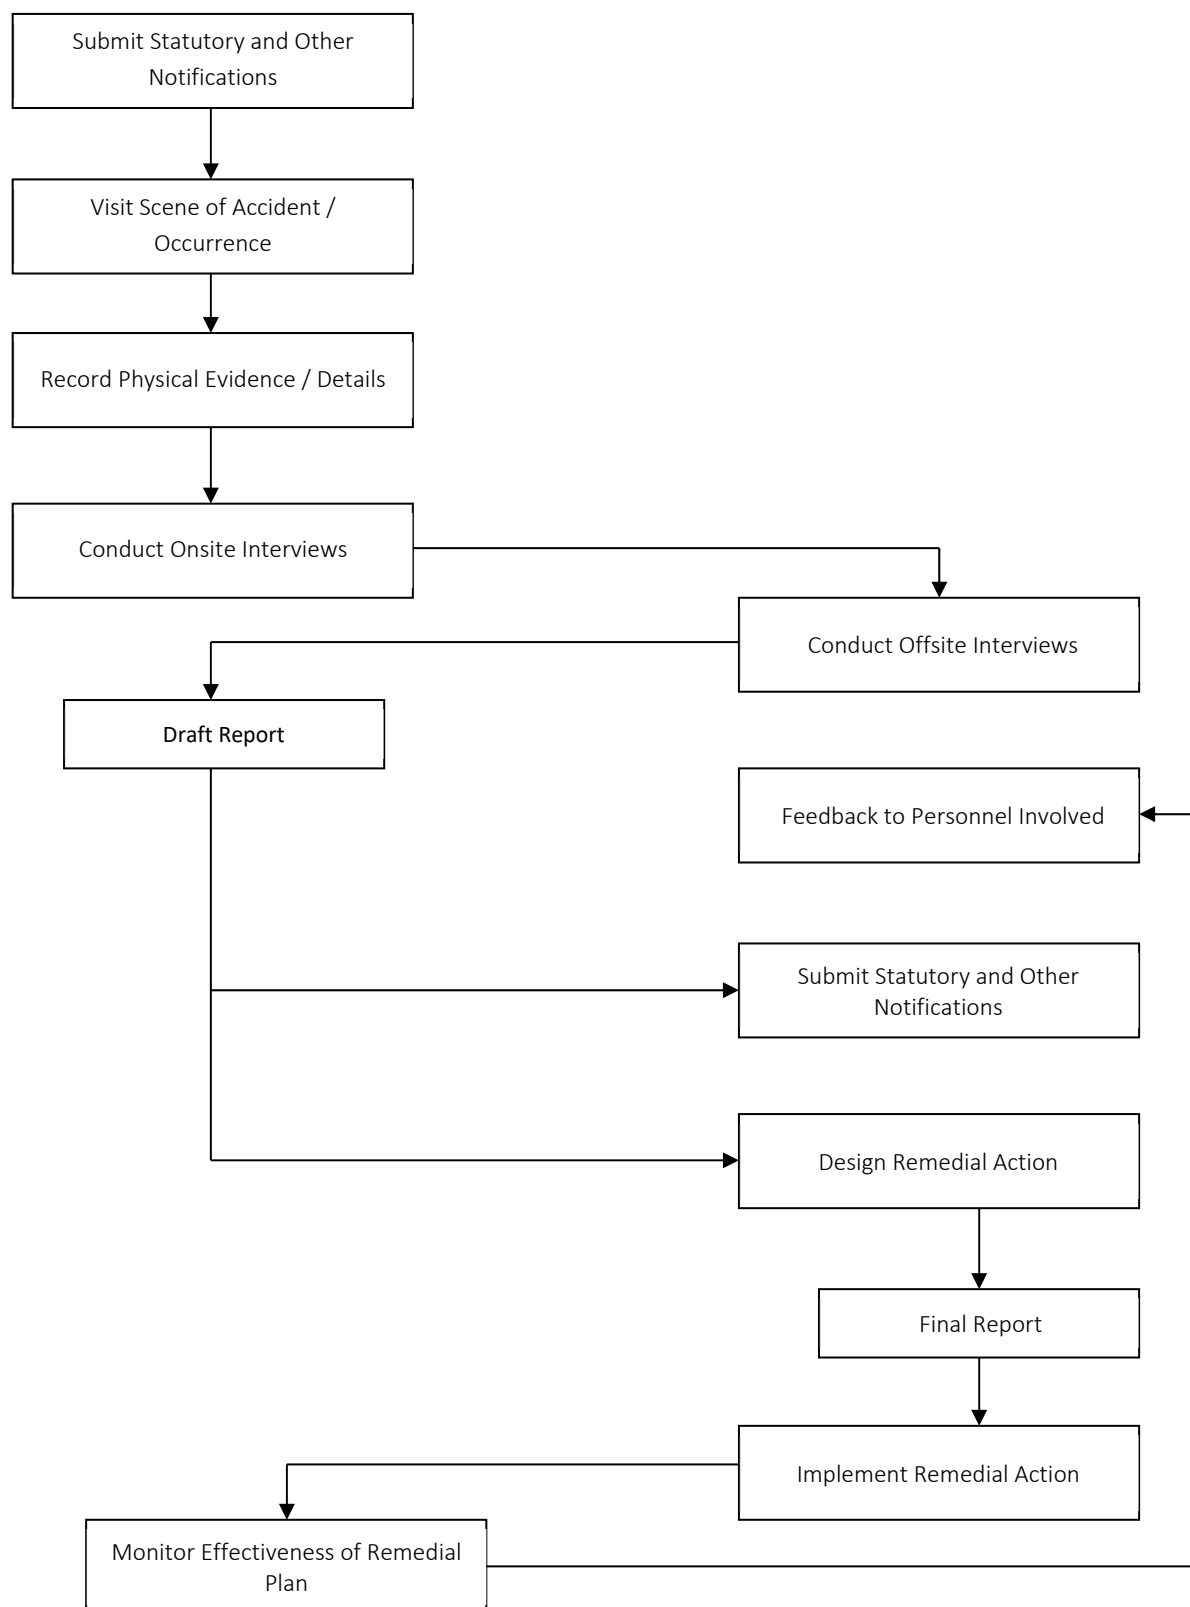 Submit Statutory and Other
Notifications
Visit Scene of Accident /
Occurrence
Record Physical Evidence / Details
Conduct Onsite Interviews
Conduct Offsite Interviews
Draft Report
Feedback to Personnel Involved
Submit Statutory and Other
Notifications
Design Remedial Action
Final Report
Implement Remedial Action
Monitor Effectiveness of Remedial
Plan